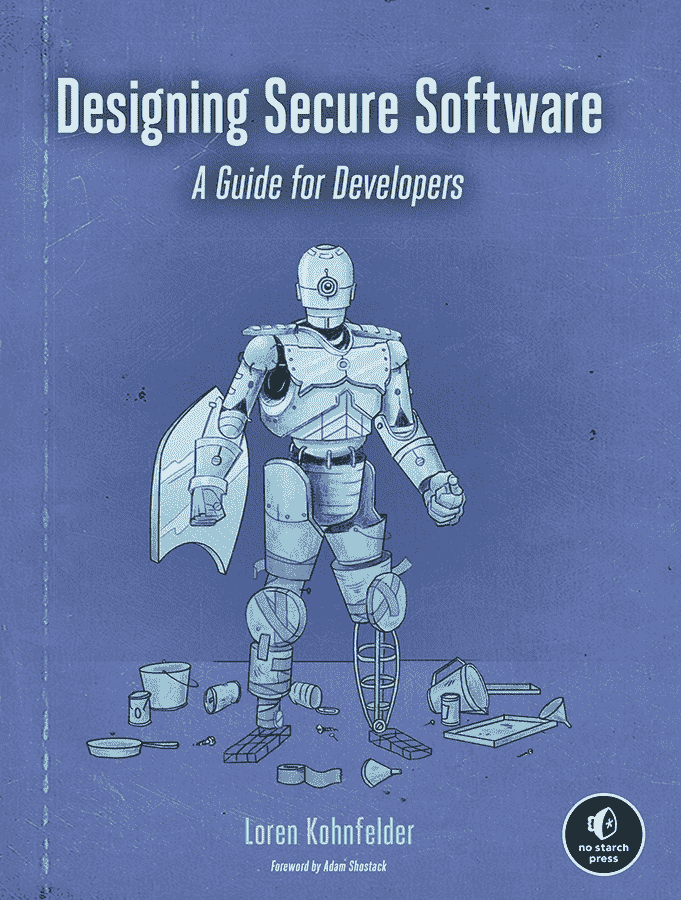 Designing Secure Software
A Guide for Developers
Loren Kohnfelder
Foreword by Adam Shostack
no starch
press